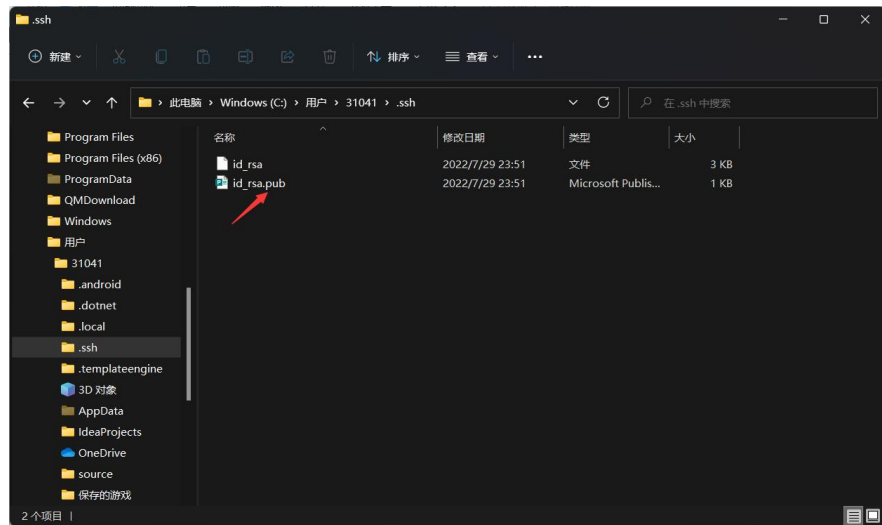 .ssh
新建
排序
查看
此电脑 > Windows (C:) > 用户 > 31041 > .ssh
在 .ssh 中搜索
名称 修改日期 类型 大小
id_rsa 2022/7/29 23:51 文件 3 KB
id_rsa.pub 2022/7/29 23:51 Microsoft Publis... 1 KB
Program Files
Program Files (x86)
ProgramData
QMDownload
Windows
用户
31041
.android
.dotnet
.local
.ssh
.templateengine
3D 对象
AppData
IdeaProjects
OneDrive
source
保存的游戏
2 个项目